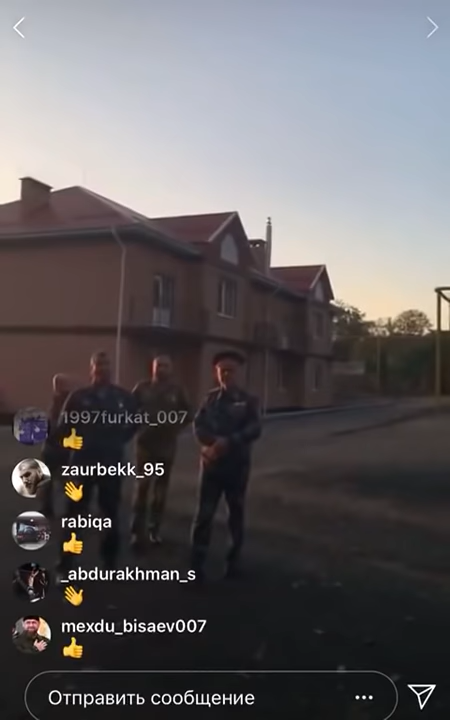 1997furkat_007
👍
zaurbekk_95
👋
rabiqa
👍
_abdurakhman_s
👋
mexdu_bisaev007
👍
Отправить сообщение